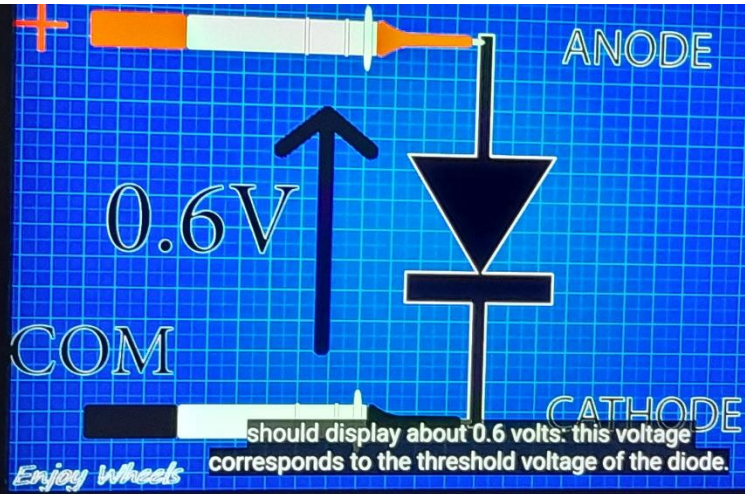 +
ANODE
0.6V
COM
CATHODE
should display about 0.6 volts: this voltage
corresponds to the threshold voltage of the diode.
Enjoy Wheels